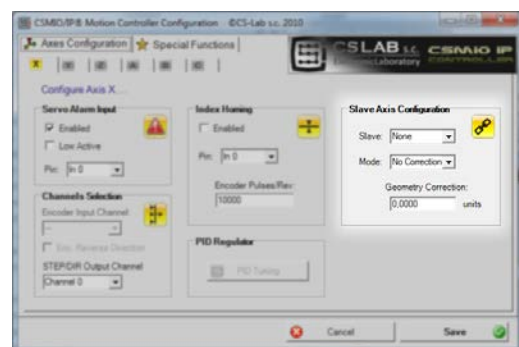 CSMIO/IP® Motion Controller Configuration ©CS-Lab s.c. 2010
Axes Configuration
Special Functions
CSLAB s.c.
Laboratory
CSMIO IP
CONTROLLER
X
Configure Axis X...
Servo Alarm Input
Enabled
Low Active
Pin: In 0
Channels Selection
Encoder Input Channel
--
Enc. Reverse Direction
STEP/DIR Output Channel
Channel 0
Index Homing
Enabled
Pin: In 0
Encoder Pulses/Rev:
10000
PID Regulator
PID Tuning
Slave Axis Configuration
Slave: None
Mode: No Correction
Geometry Correction:
0,0000 units
Cancel
Save